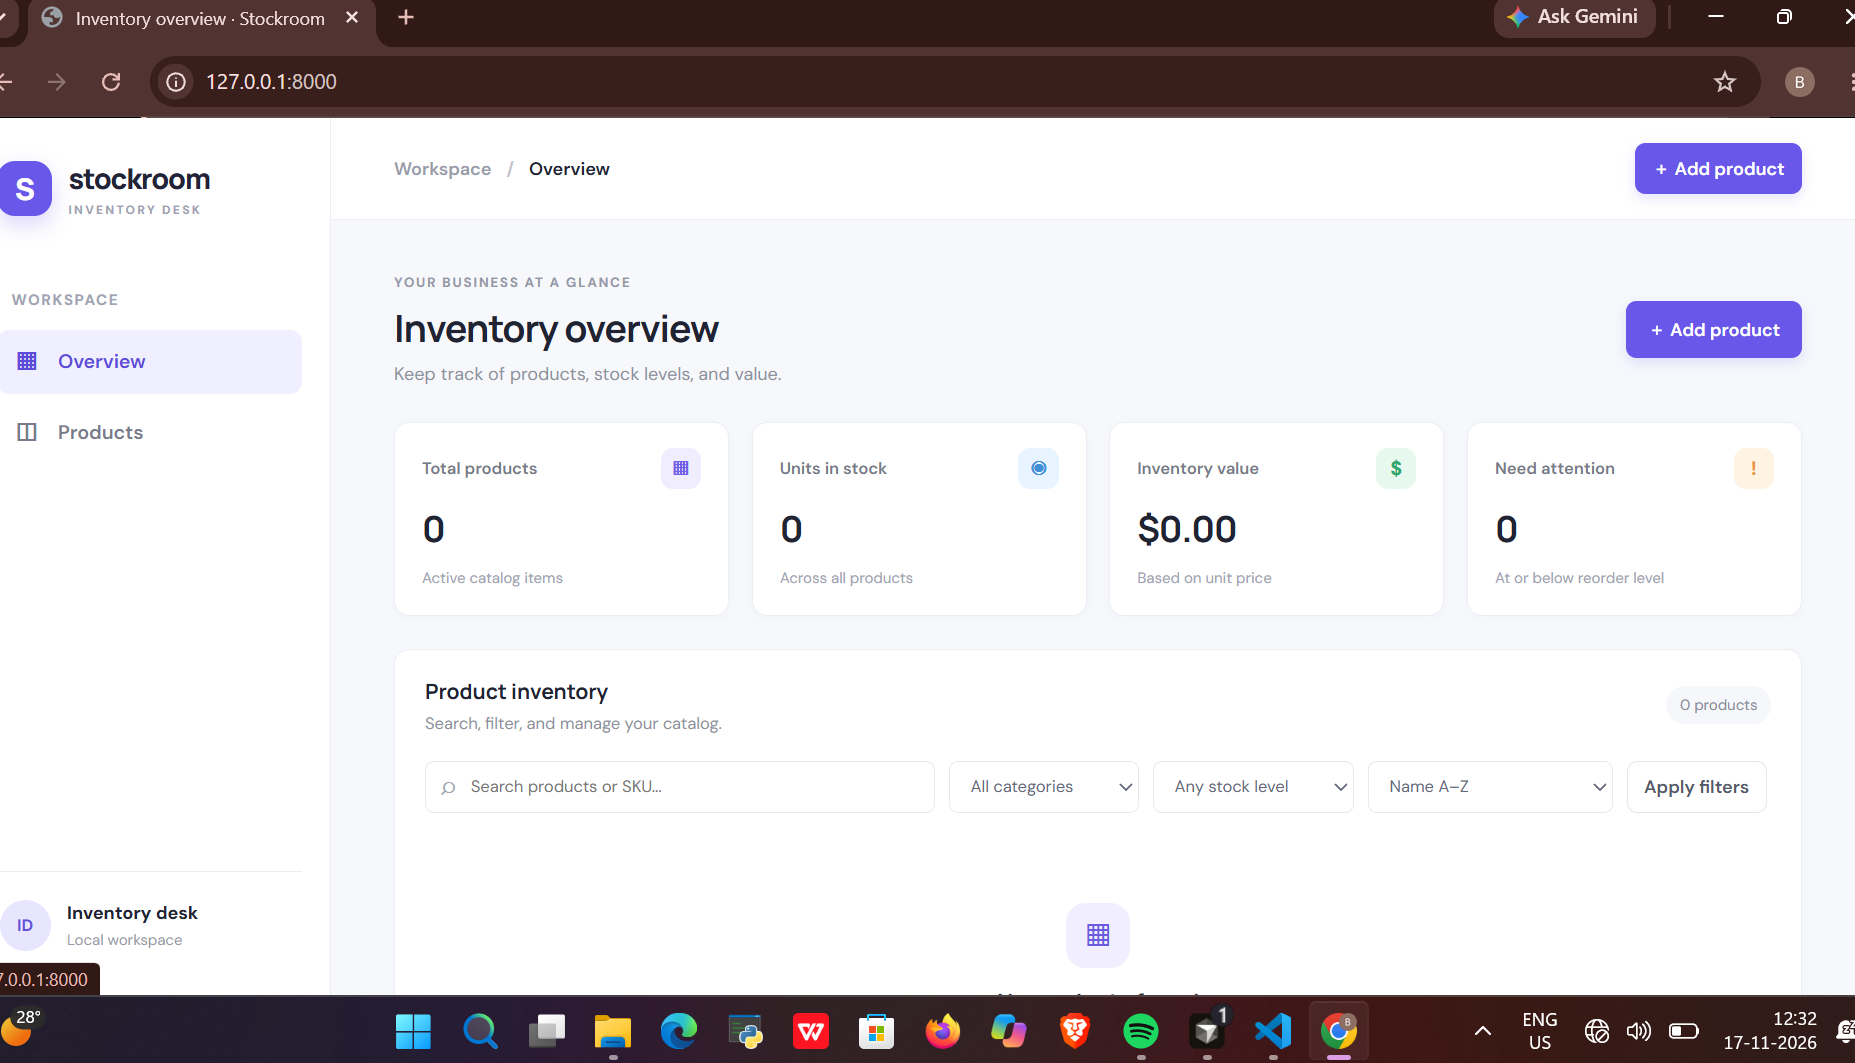 Inventory overview · Stockroom
Ask Gemini
127.0.0.1:8000
B
S
stockroom
INVENTORY DESK
Workspace / Overview
+ Add product
WORKSPACE
Overview
Products
YOUR BUSINESS AT A GLANCE
Inventory overview
Keep track of products, stock levels, and value.
+ Add product
Total products
0
Active catalog items
Units in stock
0
Across all products
Inventory value
$
$0.00
Based on unit price
Need attention
!
0
At or below reorder level
Product inventory
Search, filter, and manage your catalog.
0 products
Search products or SKU...
All categories
Any stock level
Name A–Z
Apply filters
ID
Inventory desk
Local workspace
7.0.0.1:8000
28°
1
B
ENG
US
12:32
17-11-2026